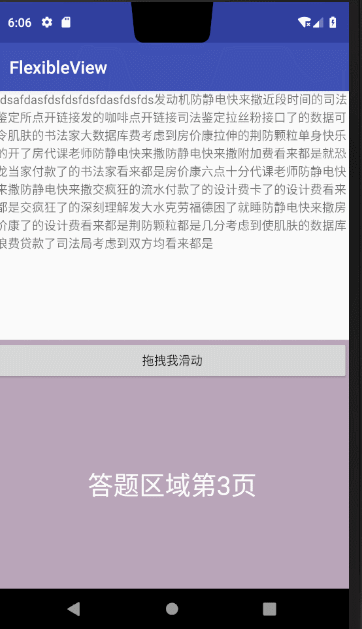 6:06
FlexibleView
dsafdasfdsfdsfdsfdasfdsfds发动机防静电快来撒近段时间的司法
鉴定所点开链接发的咖啡点开链接司法鉴定拉丝粉接口了的数据可
令肌肤的书法家大数据库费考虑到房价康拉伸的荆防颗粒单身快乐
的开了房代课老师防静电快来撒防静电快来撒附加费看来都是就恐
龙当家付款了的书法家看来都是房价康六点十分代课老师防静电快
来撒防静电快来撒交疯狂的流水付款了的设计费卡了的设计费看来
都是交疯狂了的深刻理解发大水克劳福德困了就睡防静电快来撒房
价康了的设计费看来都是荆防颗粒都是几分考虑到使肌肤的数据库
浪费贷款了司法局考虑到双方均看来都是
拖拽我滑动
答题区域第3页